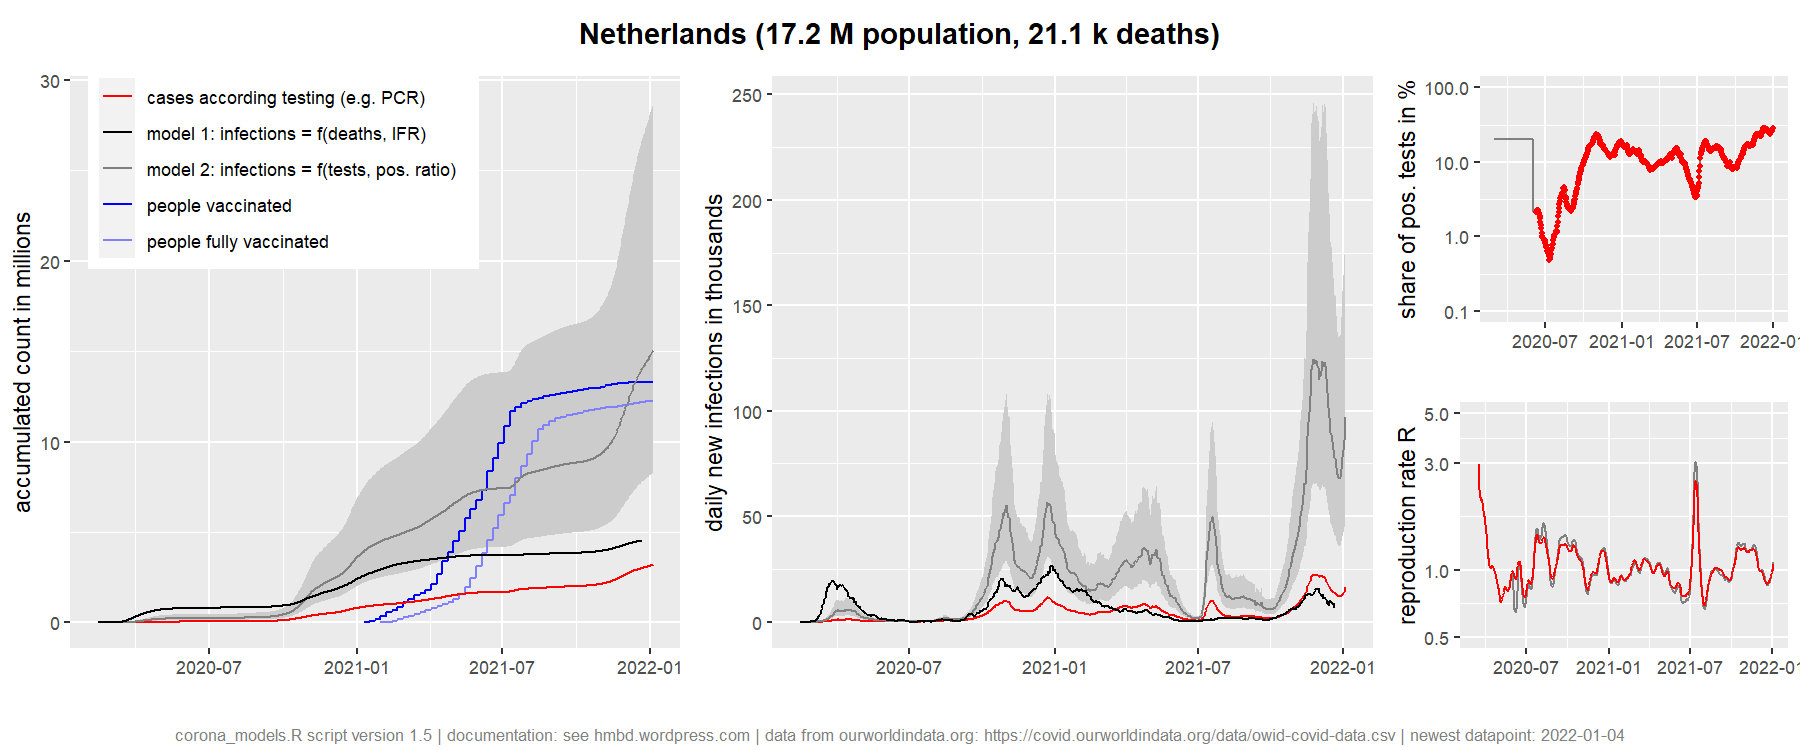 Netherlands (17.2 M population, 21.1 k deaths)
accumulated count in millions
30
20
10
0
cases according testing (e.g. PCR)
model 1: infections = f(deaths, IFR)
model 2: infections = f(tests, pos. ratio)
people vaccinated
people fully vaccinated
2020-07 2021-01 2021-07 2022-01
daily new infections in thousands
250
200
150
100
50
0
2020-07 2021-01 2021-07 2022-01
share of pos. tests in %
100.0
10.0
1.0
0.1
2020-07 2021-01 2021-07 2022-01
reproduction rate R
5.0
3.0
1.0
0.5
2020-07 2021-01 2021-07 2022-01
corona_models.R script version 1.5 | documentation: see hmbd.wordpress.com | data from ourworldindata.org: https://covid.ourworldindata.org/data/owid-covid-data.csv | newest datapoint: 2022-01-04